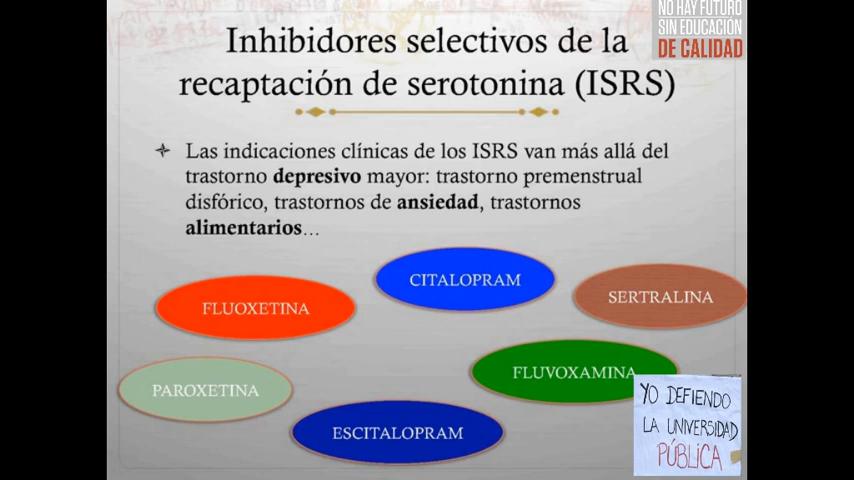 NO HAY FUTURO
SIN EDUCACIÓN
DE CALIDAD
Inhibidores selectivos de la
recaptación de serotonina (ISRS)
Las indicaciones clínicas de los ISRS van más allá del
trastorno depresivo mayor: trastorno premenstrual
disfórico, trastornos de ansiedad, trastornos
alimentarios...
CITALOPRAM
FLUOXETINA
SERTRALINA
FLUVOXAMINA
PAROXETINA
ESCITALOPRAM
YO DEFIENDO
LA UNIVERSIDAD
PÚBLICA